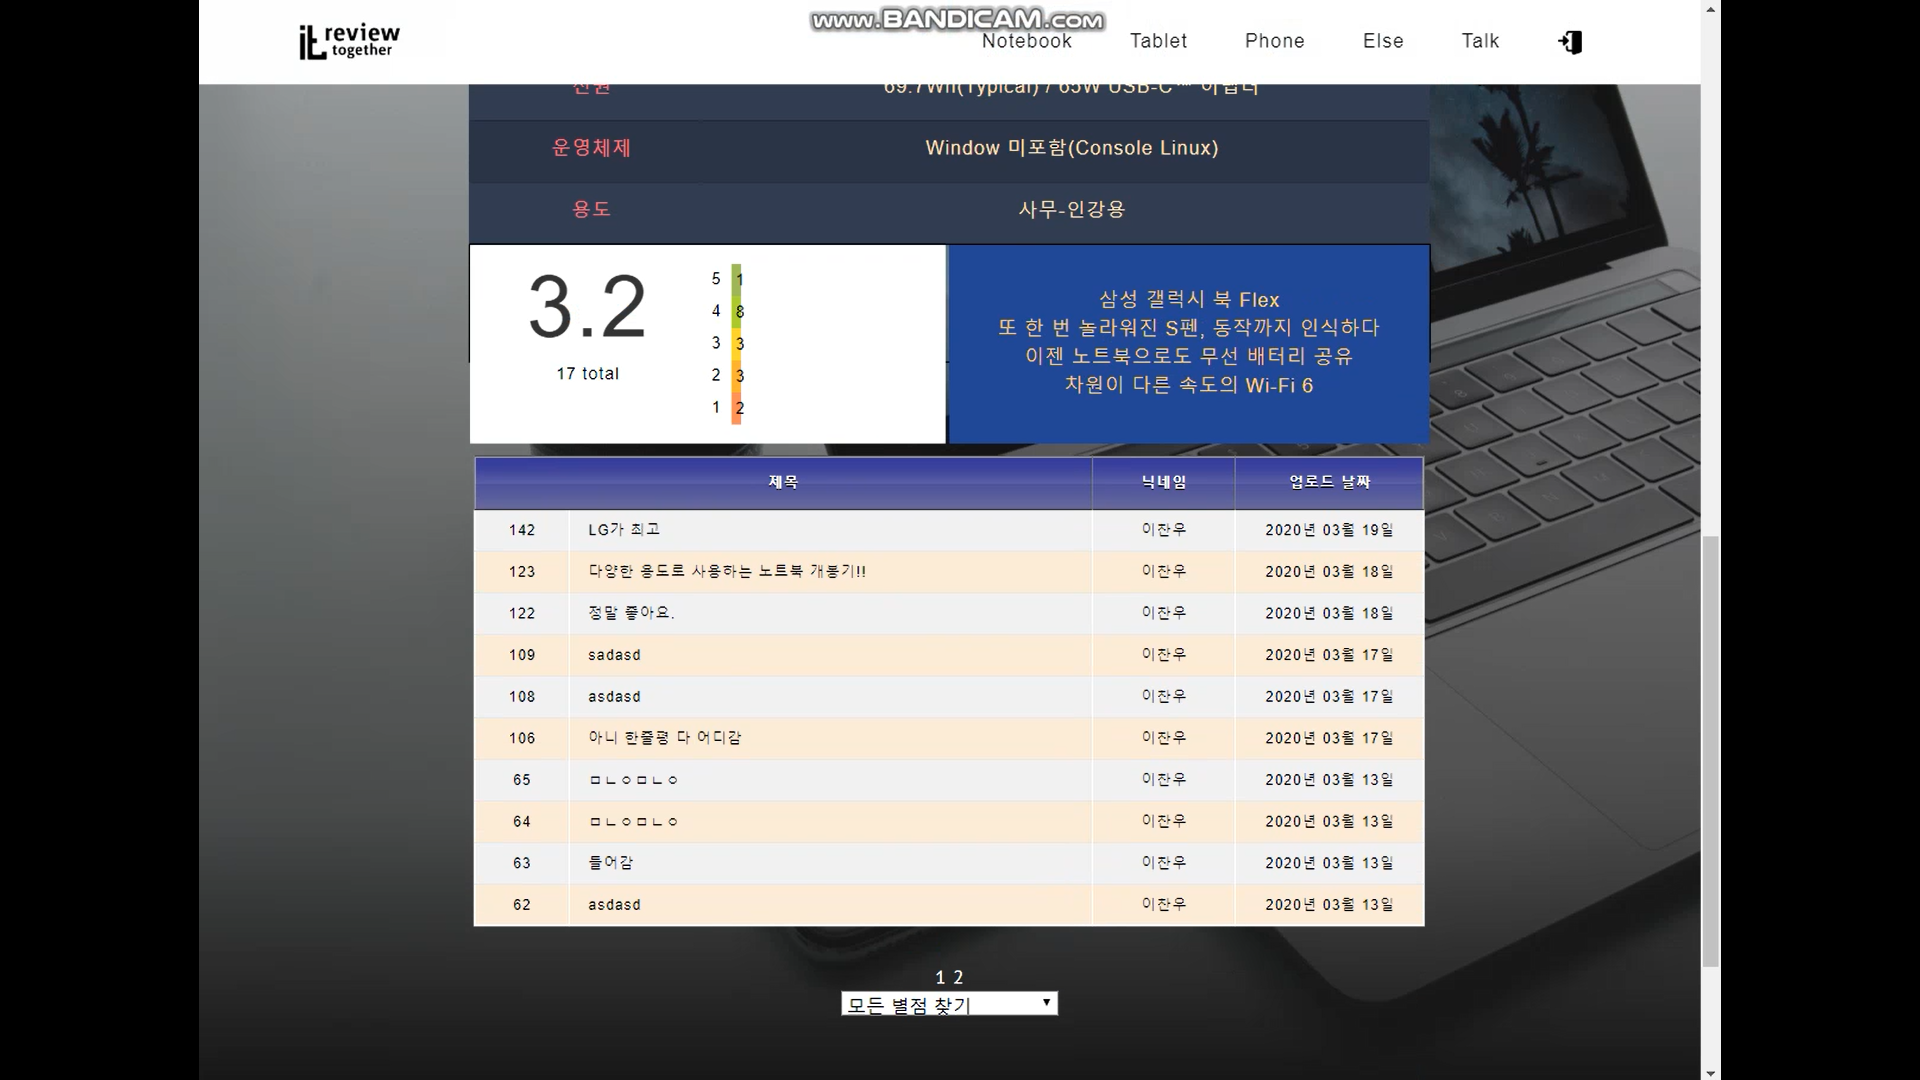 www.BANDICAM.com
it review together
Notebook Tablet Phone Else Talk
전원 69.7Wh(Typical) / 65W USB-C™ 어댑터
운영체제 Window 미포함(Console Linux)
용도 사무-인강용
3.2
17 total
5 1
4 8
3 3
2 3
1 2
삼성 갤럭시 북 Flex
또 한 번 놀라워진 S펜, 동작까지 인식하다
이젠 노트북으로도 무선 배터리 공유
차원이 다른 속도의 Wi-Fi 6
제목 닉네임 업로드 날짜
142 LG가 최고 이찬우 2020년 03월 19일
123 다양한 용도로 사용하는 노트북 개봉기!! 이찬우 2020년 03월 18일
122 정말 좋아요. 이찬우 2020년 03월 18일
109 sadasd 이찬우 2020년 03월 17일
108 asdasd 이찬우 2020년 03월 17일
106 아니 한줄평 다 어디감 이찬우 2020년 03월 17일
65 ㅁㄴㅇㅁㄴㅇ 이찬우 2020년 03월 13일
64 ㅁㄴㅇㅁㄴㅇ 이찬우 2020년 03월 13일
63 들어감 이찬우 2020년 03월 13일
62 asdasd 이찬우 2020년 03월 13일
1 2
모든 별점 찾기